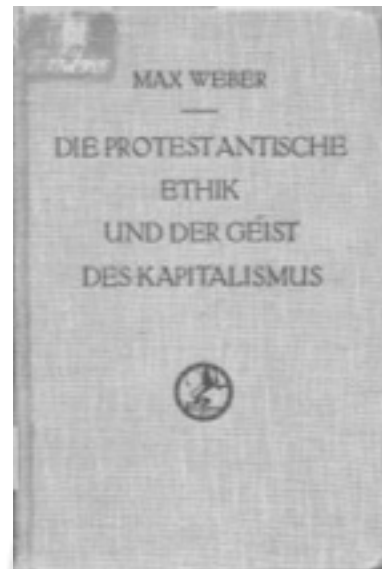 MAX WEBER
DIE PROTESTANTISCHE
ETHIK
UND DER GEIST
DES KAPITALISMUS